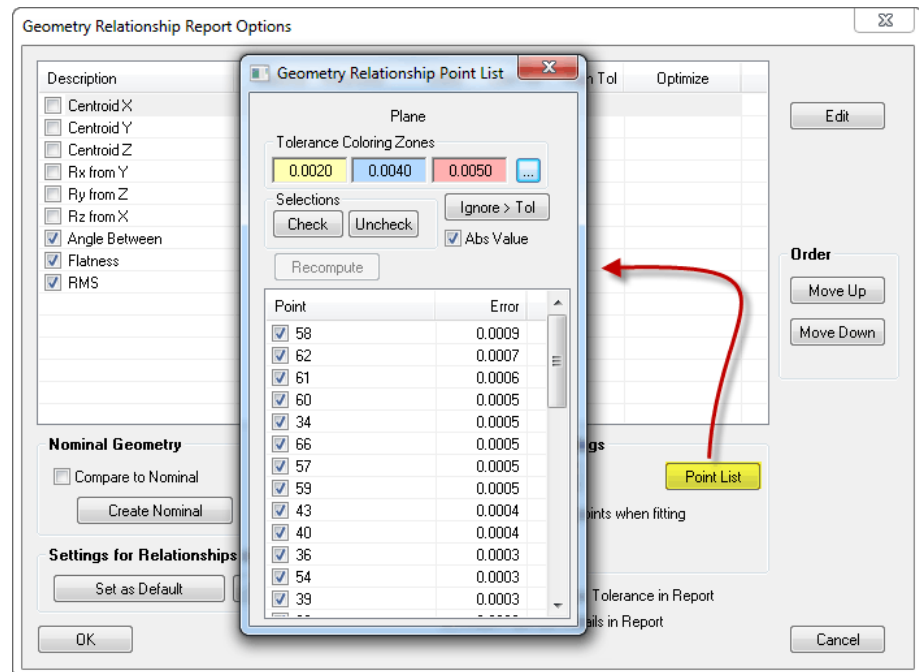 Geometry Relationship Report Options
Description
Tol
Optimize
Centroid X
Centroid Y
Centroid Z
Rx from Y
Ry from Z
Rz from X
Angle Between
Flatness
RMS
Edit
Order
Move Up
Move Down
Nominal Geometry
Compare to Nominal
Create Nominal
Settings for Relationships
Set as Default
OK
Geometry Relationship Point List
Plane
Tolerance Coloring Zones
0.0020 0.0040 0.0050 ...
Selections
Check Uncheck
Ignore > Tol
Abs Value
Recompute
Point Error
58 0.0009
62 0.0007
61 0.0006
60 0.0005
34 0.0005
66 0.0005
57 0.0005
59 0.0005
43 0.0004
40 0.0004
36 0.0003
54 0.0003
39 0.0003
gs
Point List
ints when fitting
Tolerance in Report
ails in Report
Cancel